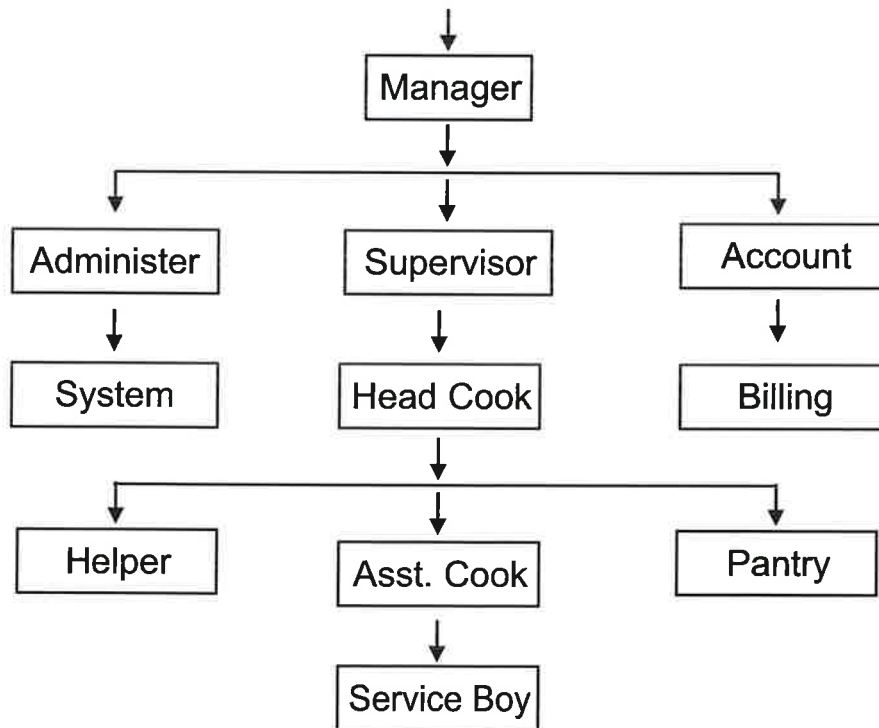 Manager
Administer
Supervisor
Account
System
Head Cook
Billing
Helper
Asst. Cook
Pantry
Service Boy